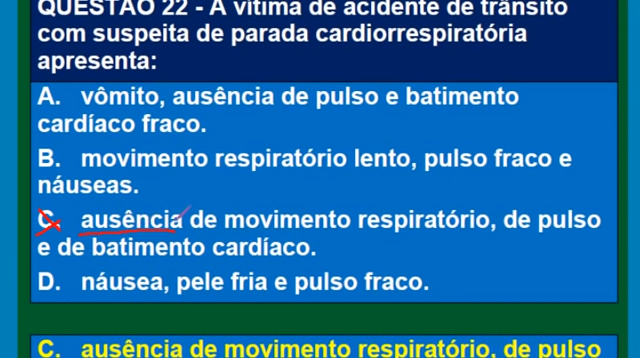 QUESTÃO 22 - A vítima de acidente de trânsito
com suspeita de parada cardiorrespiratória
apresenta:
A. vômito, ausência de pulso e batimento
cardíaco fraco.
B. movimento respiratório lento, pulso fraco e
náuseas.
C. ausência de movimento respiratório, de pulso
e de batimento cardíaco.
D. náusea, pele fria e pulso fraco.
C. ausência de movimento respiratório, de pulso